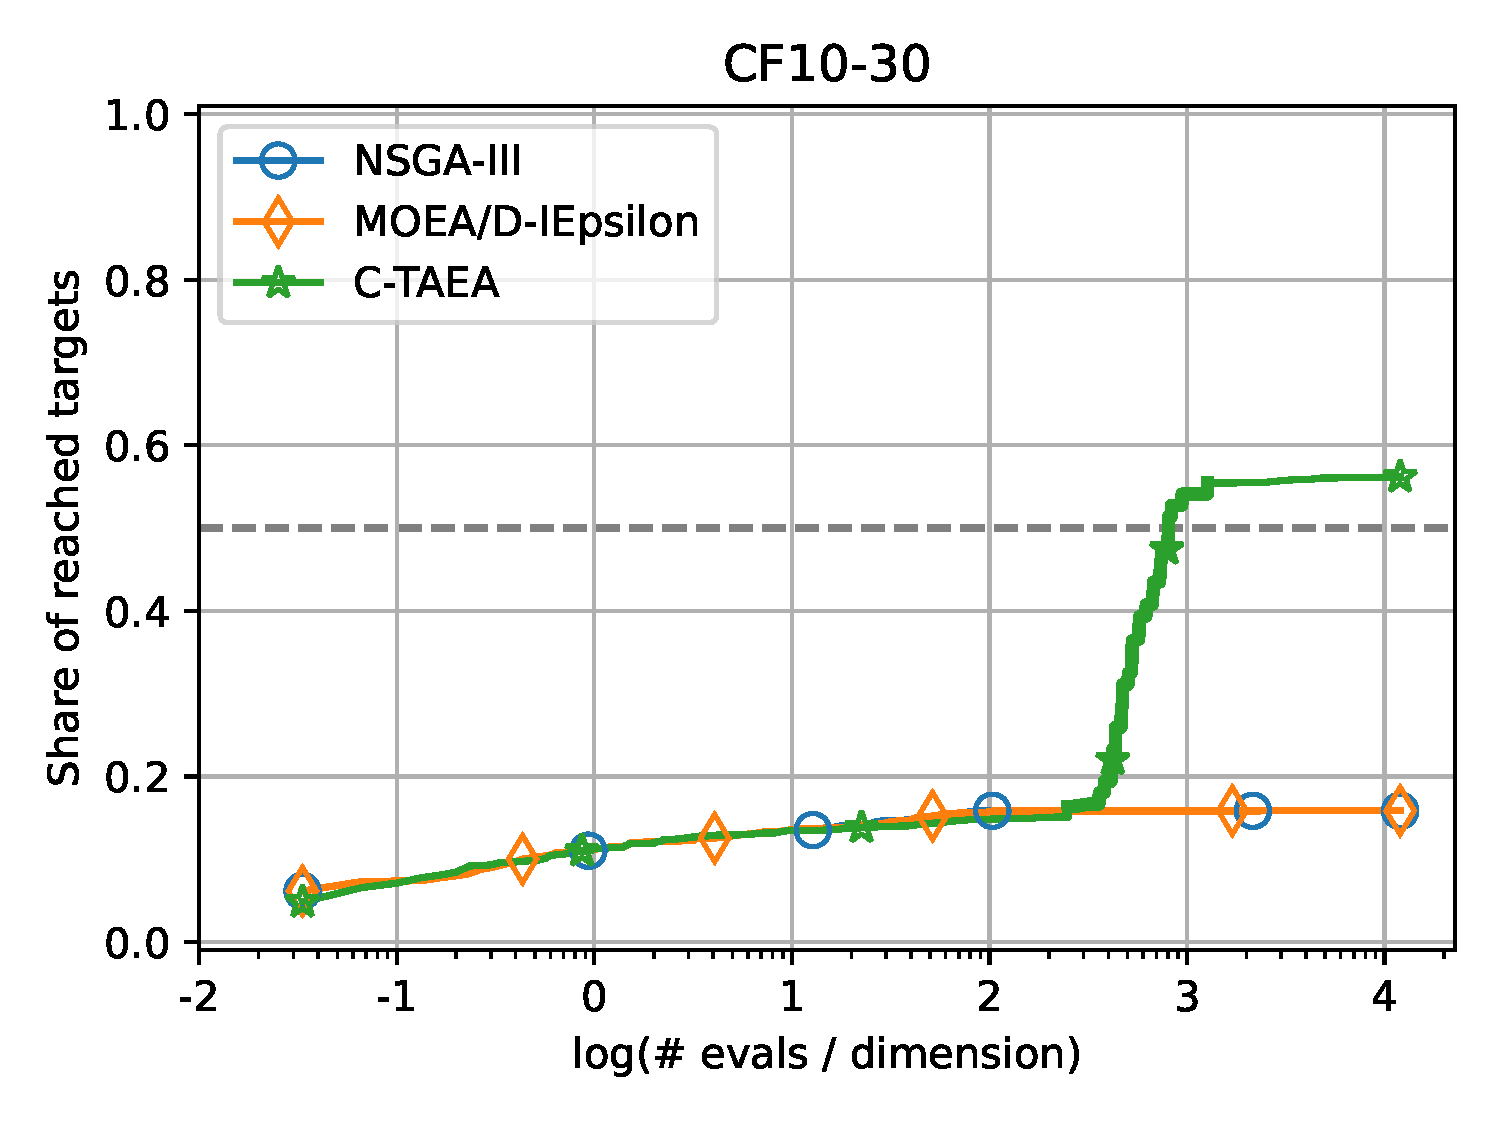 CF10-30
1.0
0.8
0.6
0.4
0.2
0.0
Share of reached targets
NSGA-III
MOEA/D-IEpsilon
C-TAEA
-2 -1 0 1 2 3 4
log(# evals / dimension)